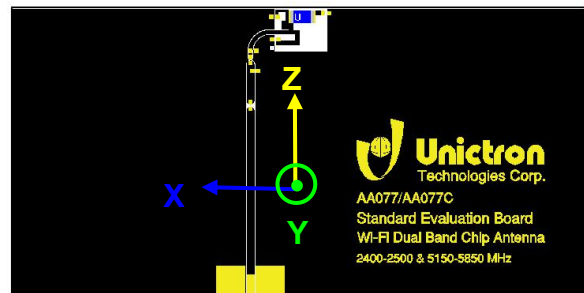 U
Z
X
Y
Unictron
Technologies Corp.
AA077/AA077C
Standard Evaluation Board
Wi-Fi Dual Band Chip Antenna
2400-2500 & 5150-5850 MHz